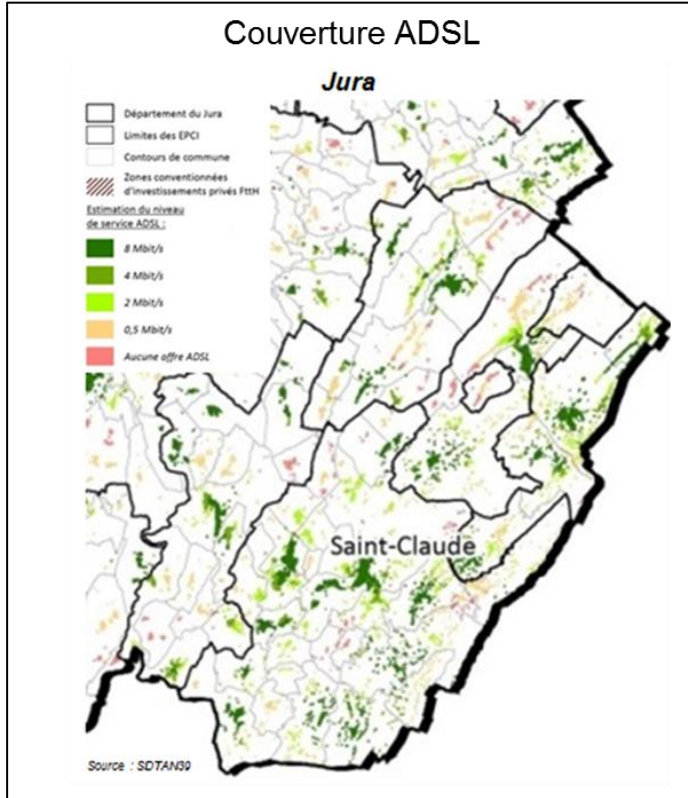 Couverture ADSL
Jura
Département du Jura
Limites des EPCI
Contours de commune
Zones conventionnées
d'investissements privés FttH
Estimation du niveau
de service ADSL :
8 Mbit/s
4 Mbit/s
2 Mbit/s
0,5 Mbit/s
Aucune offre ADSL
Saint-Claude
Source : SDTAN39